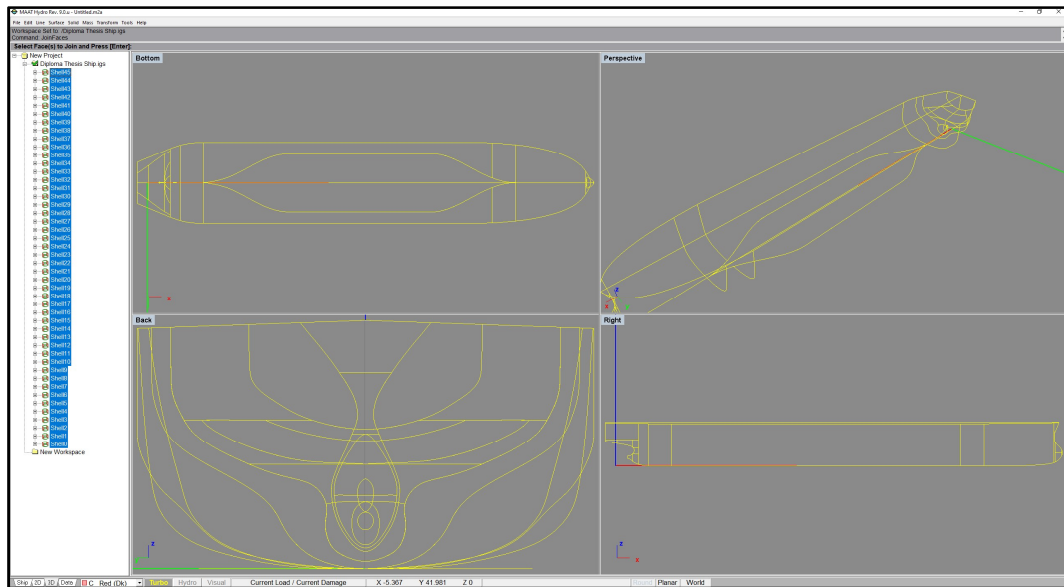 MAAT Hydro Rev. 9.0.u - Untitled.m2a
File Edit Line Surface Solid Mass Transform Tools Help
Workspace Set to: /Diploma Thesis Ship.igs
Command: JoinFaces
Select Face(s) to Join and Press [Enter]:
New Project
Diploma Thesis Ship.igs
Shell45
Shell44
Shell43
Shell42
Shell41
Shell40
Shell39
Shell38
Shell37
Shell36
Shell35
Shell34
Shell33
Shell32
Shell31
Shell30
Shell29
Shell28
Shell27
Shell26
Shell25
Shell24
Shell23
Shell22
Shell21
Shell20
Shell19
Shell18
Shell17
Shell16
Shell15
Shell14
Shell13
Shell12
Shell11
Shell10
Shell9
Shell8
Shell7
Shell6
Shell5
Shell4
Shell3
Shell2
Shell1
Shell0
New Workspace
Bottom
x
Perspective
z
x
Back
z
Right
z
x
Ship 2D 3D Data C Red (Dk) Turbo Hydro Visual Current Load / Current Damage X -5.367 Y 41.981 Z 0 Round Planar World